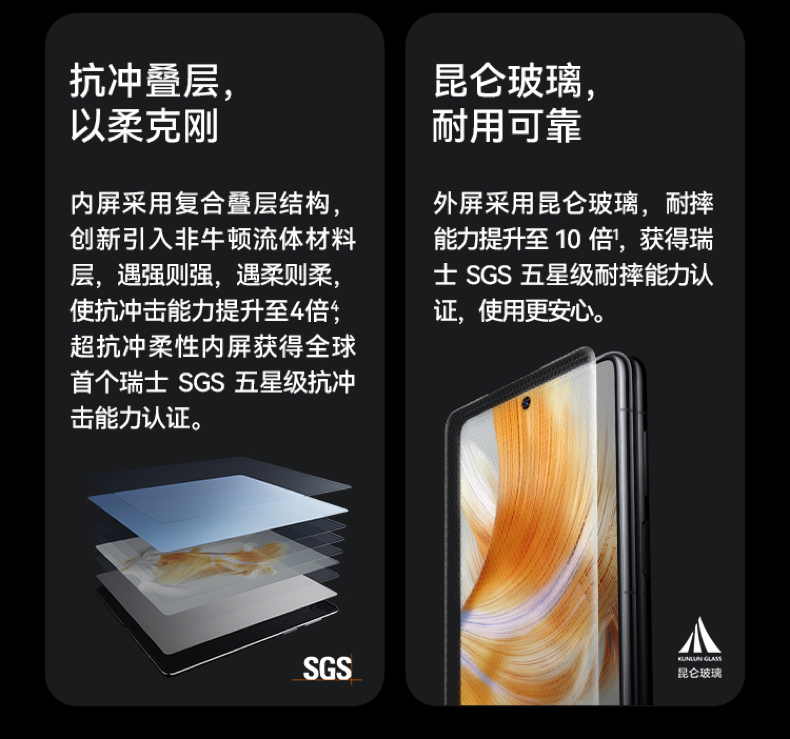 抗冲叠层，
以柔克刚
内屏采用复合叠层结构，
创新引入非牛顿流体材料
层，遇强则强，遇柔则柔，
使抗冲击能力提升至4倍⁴；
超抗冲柔性内屏获得全球
首个瑞士 SGS 五星级抗冲
击能力认证。
SGS
昆仑玻璃，
耐用可靠
外屏采用昆仑玻璃，耐摔
能力提升至 10 倍¹，获得瑞
士 SGS 五星级耐摔能力认
证，使用更安心。
KUNLUN GLASS
昆仑玻璃